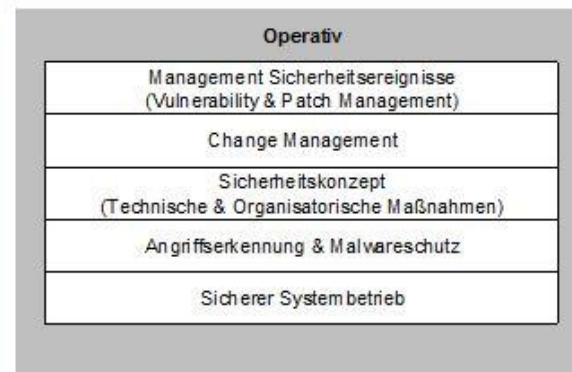 Operativ
Management Sicherheitsereignisse
(Vulnerability & Patch Management)
Change Management
Sicherheitskonzept
(Technische & Organisatorische Maßnahmen)
Angriffserkennung & Malwareschutz
Sicherer Systembetrieb